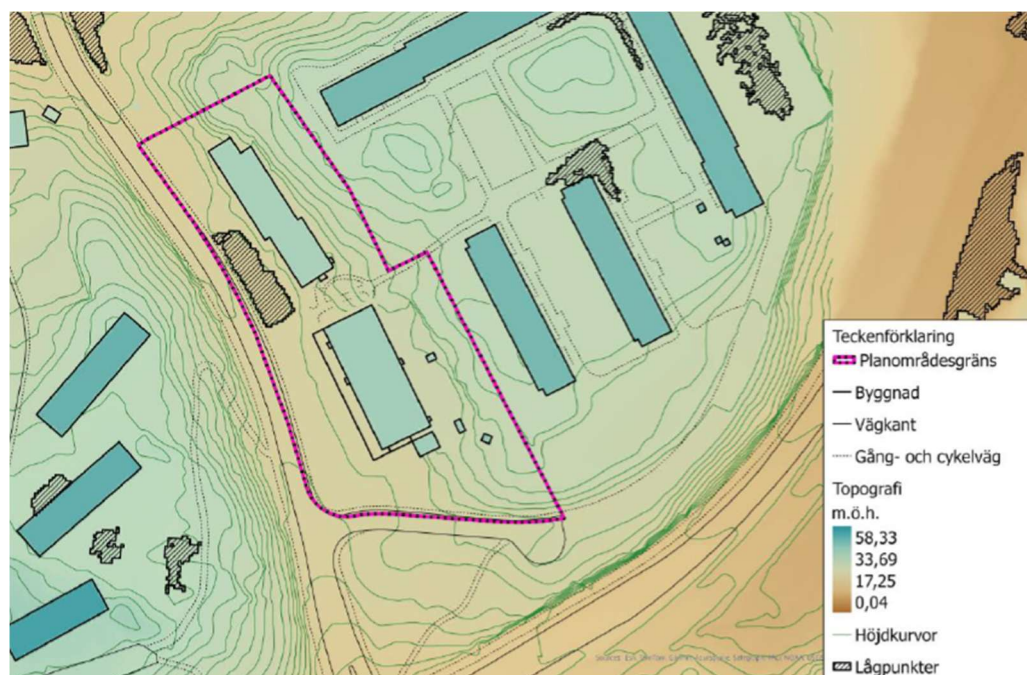 Teckenförklaring
Planområdesgräns
Byggnad
Vägkant
Gång- och cykelväg
Topografi
m.ö.h.
58,33
33,69
17,25
0,04
Höjdkurvor
Lågpunkter